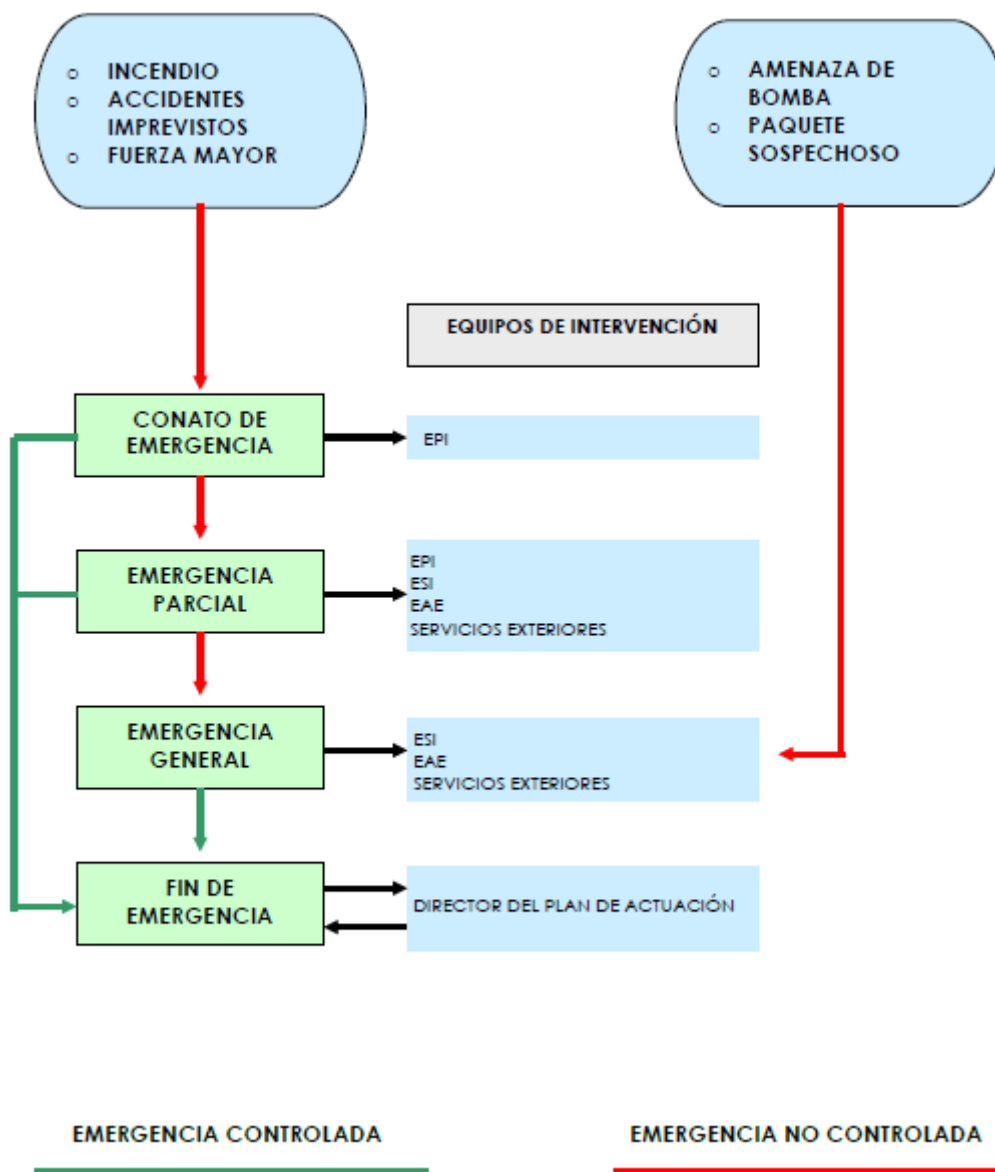 o INCENDIO
o ACCIDENTES
IMPREVISTOS
o FUERZA MAYOR
o AMENAZA DE
BOMBA
o PAQUETE
SOSPECHOSO
EQUIPOS DE INTERVENCIÓN
CONATO DE
EMERGENCIA
EPI
EMERGENCIA
PARCIAL
EPI
ESI
EAE
SERVICIOS EXTERIORES
EMERGENCIA
GENERAL
ESI
EAE
SERVICIOS EXTERIORES
FIN DE
EMERGENCIA
DIRECTOR DEL PLAN DE ACTUACIÓN
EMERGENCIA CONTROLADA
EMERGENCIA NO CONTROLADA